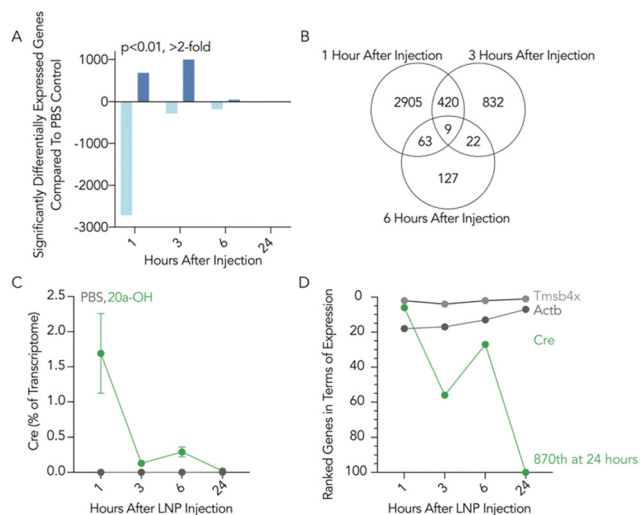 A
Significantly Differentially Expressed Genes
Compared To PBS Control
p<0.01, >2-fold
1000
0
-1000
-2000
-3000
1
3
6
24
Hours After Injection
B
1 Hour After Injection
3 Hours After Injection
2905
420
832
9
63
22
127
6 Hours After Injection
C
Cre (% of Transcriptome)
PBS, 20a-OH
2.5
2.0
1.5
1.0
0.5
0.0
1
3
6
24
Hours After LNP Injection
D
Ranked Genes in Terms of Expression
0
20
40
60
80
100
Tmsb4x
Actb
Cre
870th at 24 hours
1
3
6
24
Hours After LNP Injection